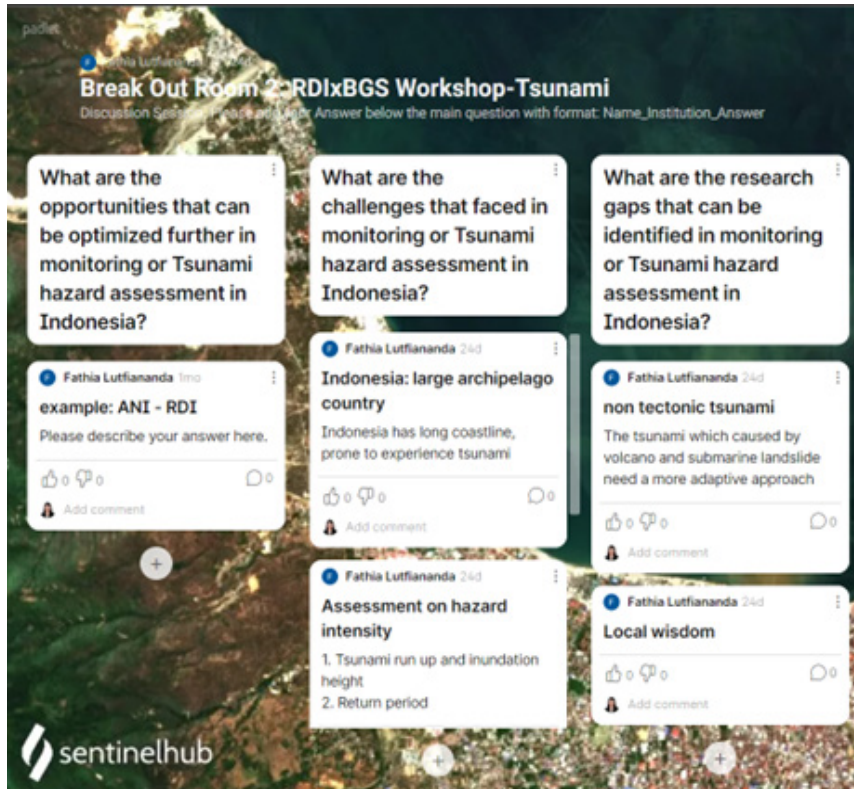 padlet
Fathia Lutfiananda
Break Out Room 2: RDIxBGS Workshop-Tsunami
Discussion Session: Please add your Answer below the main question with format: Name_Institution_Answer
What are the
opportunities that can
be optimized further in
monitoring or Tsunami
hazard assessment in
Indonesia?
Fathia Lutfiananda 1mo
example: ANI - RDI
Please describe your answer here.
0 0 0
Add comment
What are the
challenges that faced in
monitoring or Tsunami
hazard assessment in
Indonesia?
Fathia Lutfiananda 24d
Indonesia: large archipelago
country
Indonesia has long coastline,
prone to experience tsunami
0 0 0
Add comment
Fathia Lutfiananda 24d
Assessment on hazard
intensity
1. Tsunami run up and inundation
height
2. Return period
What are the research
gaps that can be
identified in monitoring
or Tsunami hazard
assessment in
Indonesia?
Fathia Lutfiananda 24d
non tectonic tsunami
The tsunami which caused by
volcano and submarine landslide
need a more adaptive approach
0 0 0
Add comment
Fathia Lutfiananda 24d
Local wisdom
0 0 0
Add comment
sentinelhub